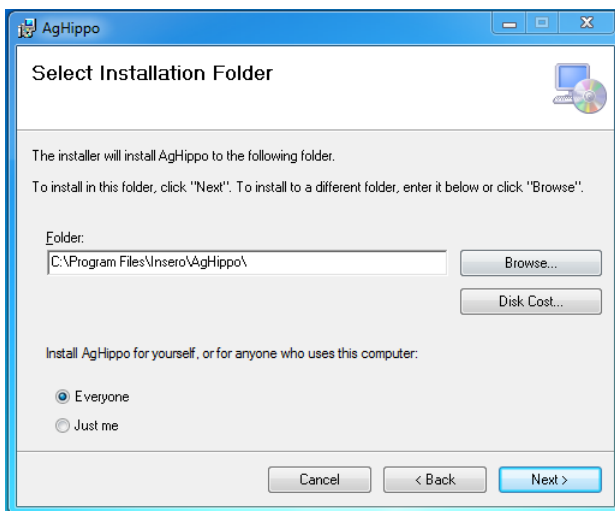 AgHippo
Select Installation Folder
The installer will install AgHippo to the following folder.
To install in this folder, click "Next". To install to a different folder, enter it below or click "Browse".
Folder:
C:\Program Files\Insero\AgHippo\
Browse...
Disk Cost...
Install AgHippo for yourself, or for anyone who uses this computer:
Everyone
Just me
Cancel
< Back
Next >